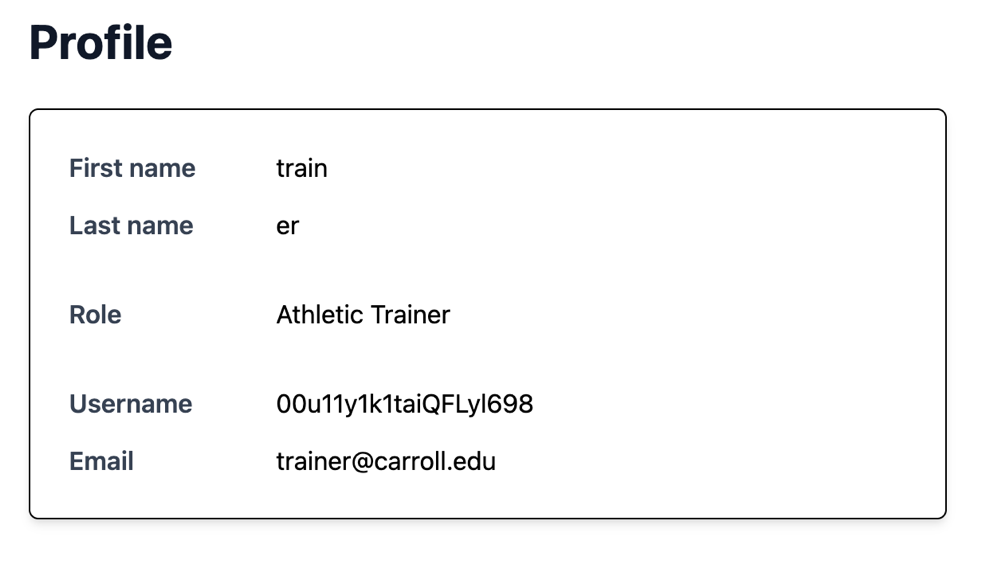 Profile
First name train
Last name er
Role Athletic Trainer
Username 00u11y1k1taiQFLyl698
Email trainer@carroll.edu